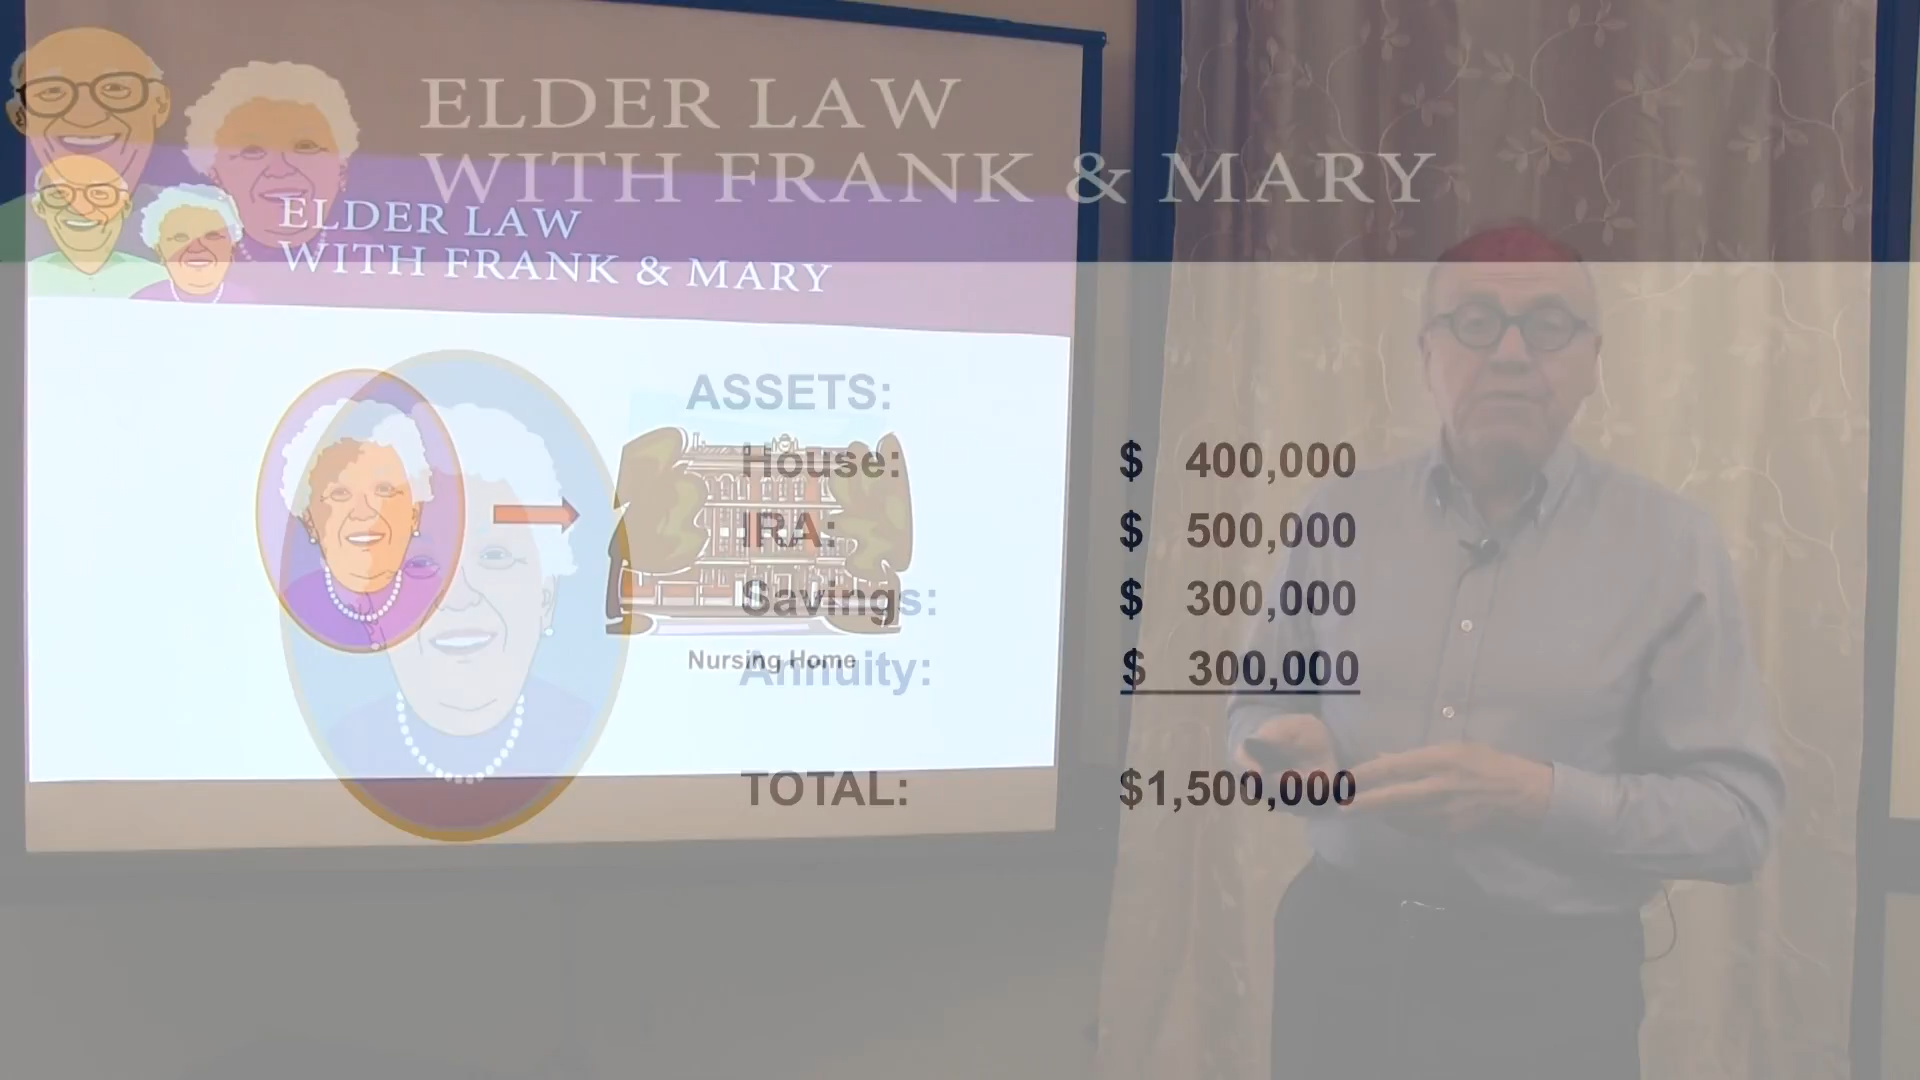 ELDER LAW
WITH FRANK & MARY
ELDER LAW
WITH FRANK & MARY
ASSETS:
House: $ 400,000
IRA: $ 500,000
Savings: $ 300,000
Nursing Home
Annuity: $ 300,000
TOTAL: $1,500,000